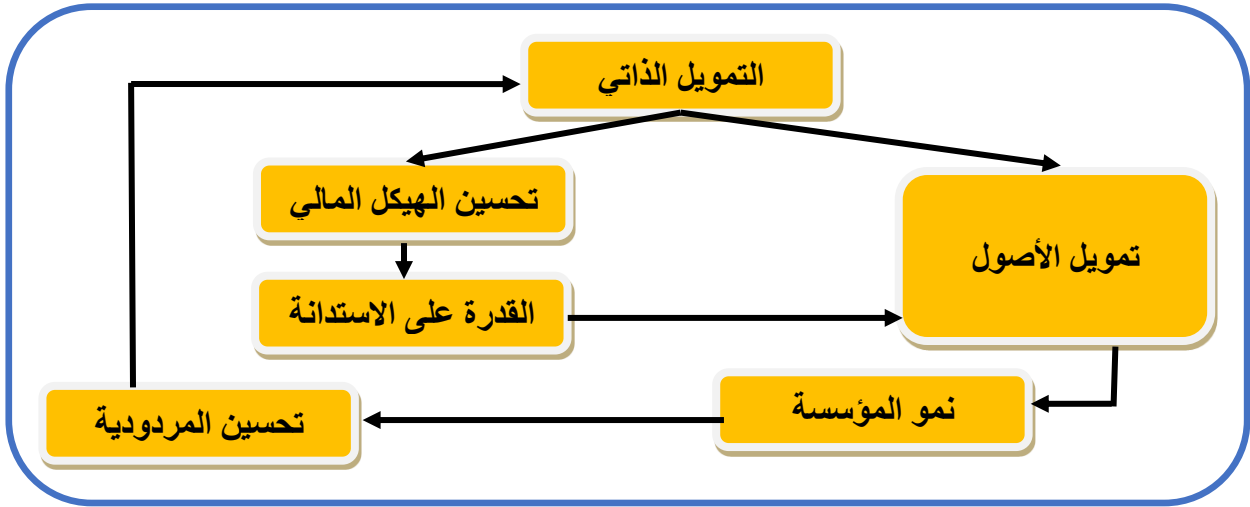 التمويل الذاتي
تحسين الهيكل المالي
تمويل الأصول
القدرة على الاستدانة
نمو المؤسسة
تحسين المردودية